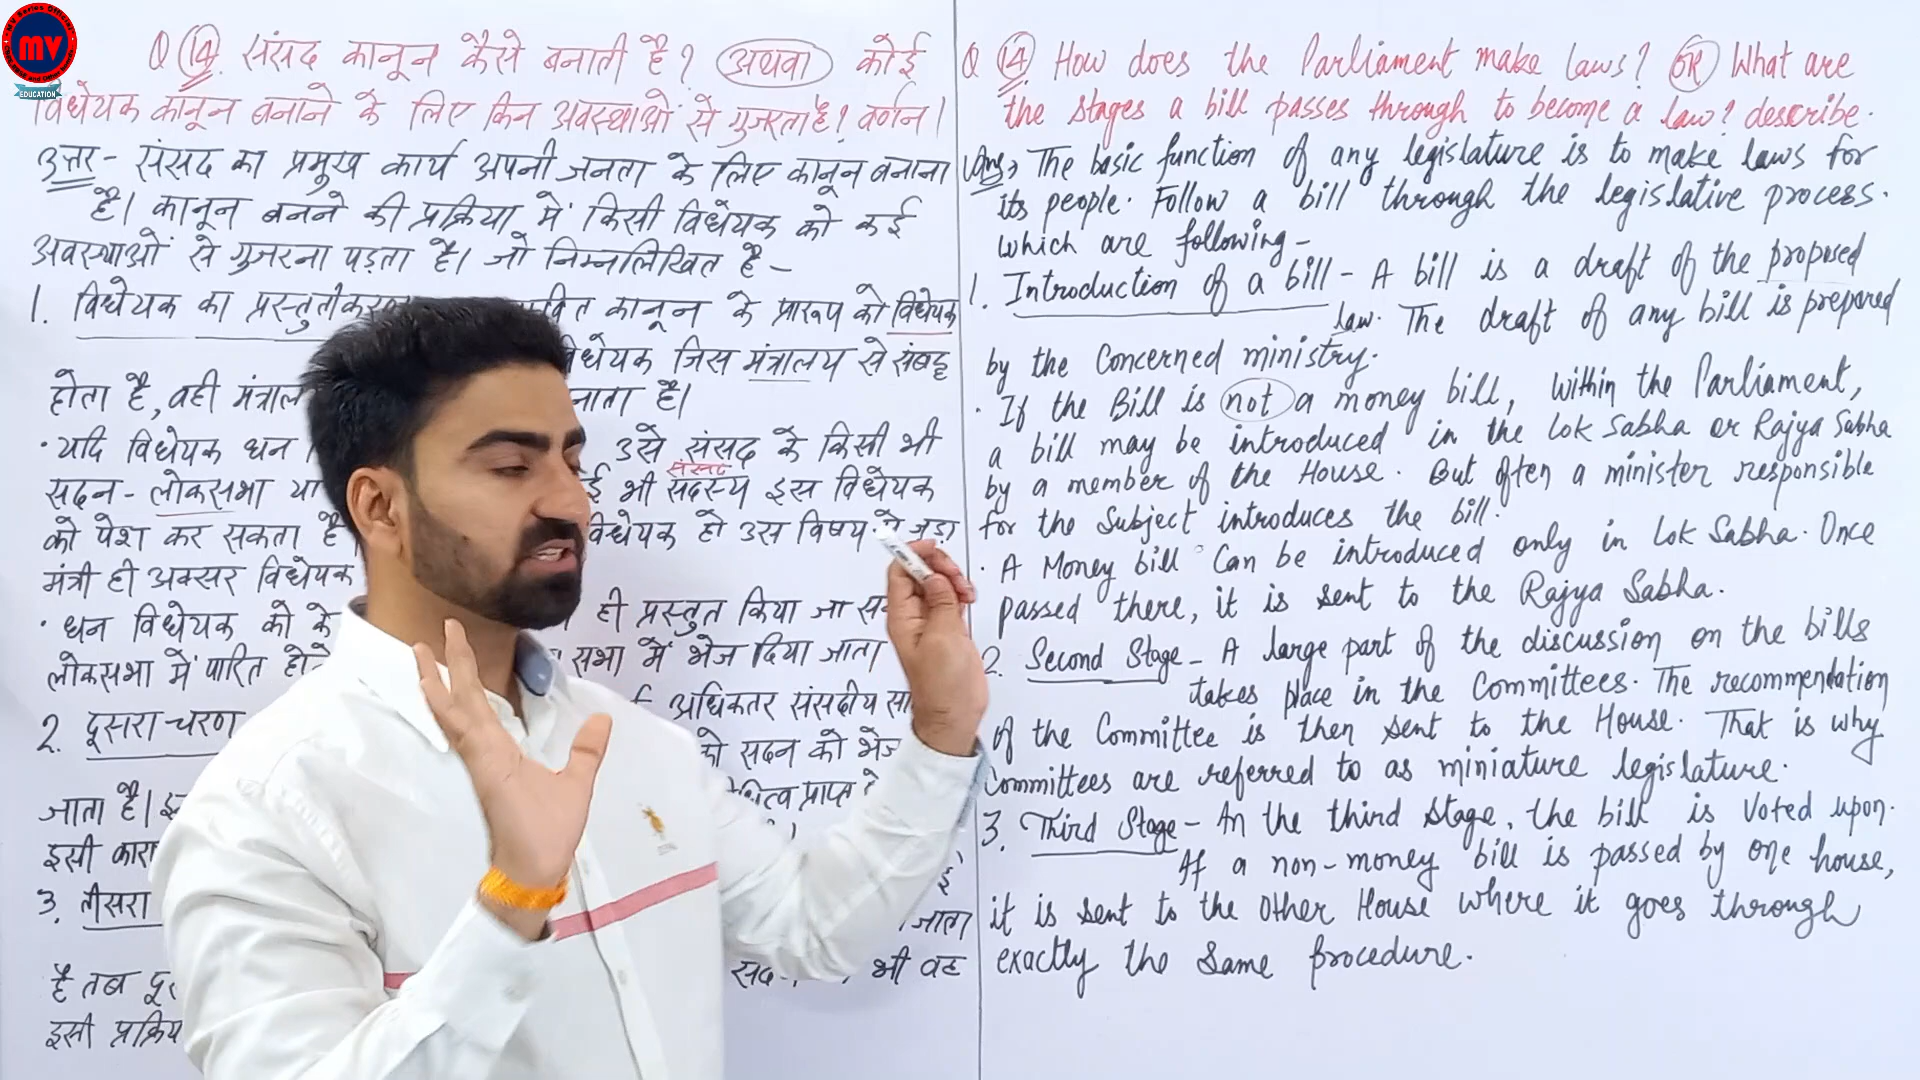 MV
EDUCATION
Q 14. संसद कानून कैसे बनाती है? अथवा कोई
विधेयक कानून बनाने के लिए किन अवस्थाओं से गुजरता है? वर्णन।
उत्तर- संसद का प्रमुख कार्य अपनी जनता के लिए कानून बनाना
है। कानून बनने की प्रक्रिया में किसी विधेयक को कई
अवस्थाओं से गुजरना पड़ता है। जो निम्नलिखित है-
1. विधेयक का प्रस्तुतीकरण कानून के प्रारूप को विधेयक
विधेयक जिस मंत्रालय से संबद्ध
होता है, वही
·यदि विधेयक धन उसे संसद के किसी भी
संसद
सदन- लोकसभा या भी सदस्य इस विधेयक
को पेश कर सकता है विधेयक हो उस विषय से जुड़ा
मंत्री ही अक्सर विधेयक
· धन विधेयक को के ही प्रस्तुत किया जा
लोकसभा में पारित होते सभा में भेज दिया जाता
2. दूसरा चरण अधिकतर संसदीय
को सदन को भेज
जाता है। प्राप्त
इसी
3. तीसरा
जाता
है तब भी वह
इसी
Q 14. How does the Parliament make laws? OR What are
the stages a bill passes through to become a law? describe.
Ans, The basic function of any legislature is to make laws for
its people. Follow a bill through the legislative process.
which are following-
1. Introduction of a bill- A bill is a draft of the proposed
law. The draft of any bill is prepared
by the Concerned ministry.
· If the Bill is not a money bill, within the Parliament,
a bill may be introduced in the Lok Sabha or Rajya Sabha
by a member of the House. But often a minister responsible
for the Subject introduces the bill.
· A Money bill Can be introduced only in Lok Sabha. Once
passed there, it is sent to the Rajya Sabha.
2. Second Stage- A large part of the discussion on the bills
takes place in the Committees. The recommendation
of the Committee is then sent to the House. That is why
Committees are referred to as miniature legislature.
3. Third Stage- In the third Stage, the bill is Voted upon.
If a non-money bill is passed by one house,
it is sent to the Other House where it goes through
exactly the Same procedure.